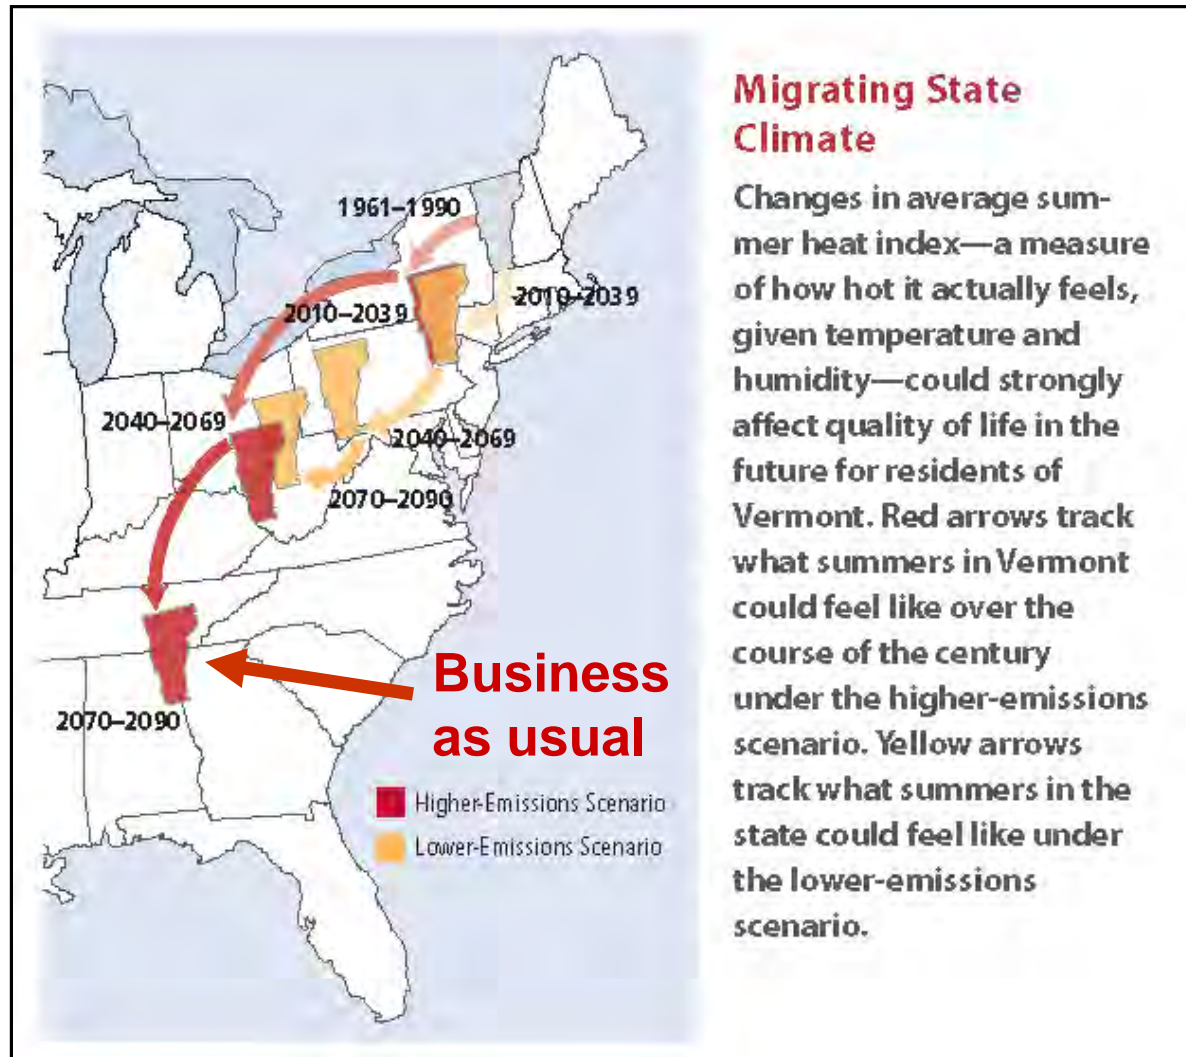 1961–1990
2010–2039
2010–2039
2040–2069
2040–2069
2070–2090
2070–2090
Business
as usual
Higher-Emissions Scenario
Lower-Emissions Scenario
Migrating State
Climate
Changes in average sum-
mer heat index—a measure
of how hot it actually feels,
given temperature and
humidity—could strongly
affect quality of life in the
future for residents of
Vermont. Red arrows track
what summers in Vermont
could feel like over the
course of the century
under the higher-emissions
scenario. Yellow arrows
track what summers in the
state could feel like under
the lower-emissions
scenario.